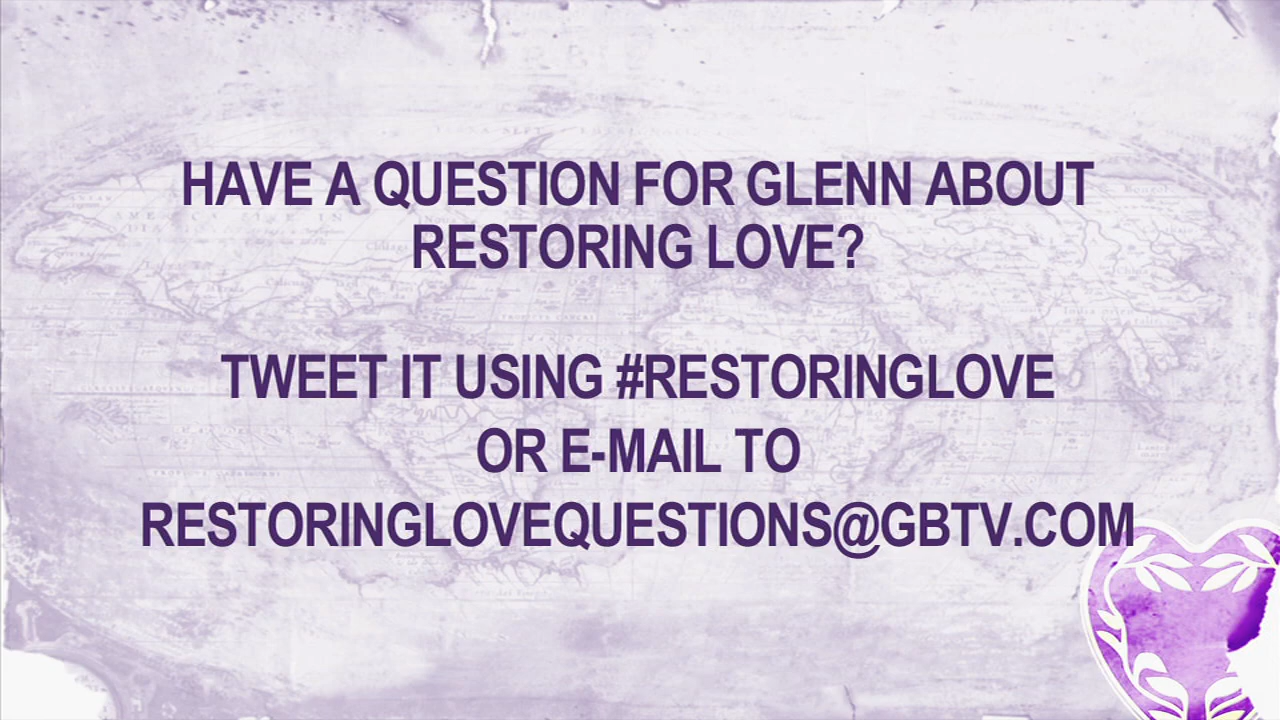 HAVE A QUESTION FOR GLENN ABOUT
RESTORING LOVE?
TWEET IT USING #RESTORINGLOVE
OR E-MAIL TO
RESTORINGLOVEQUESTIONS@GBTV.COM